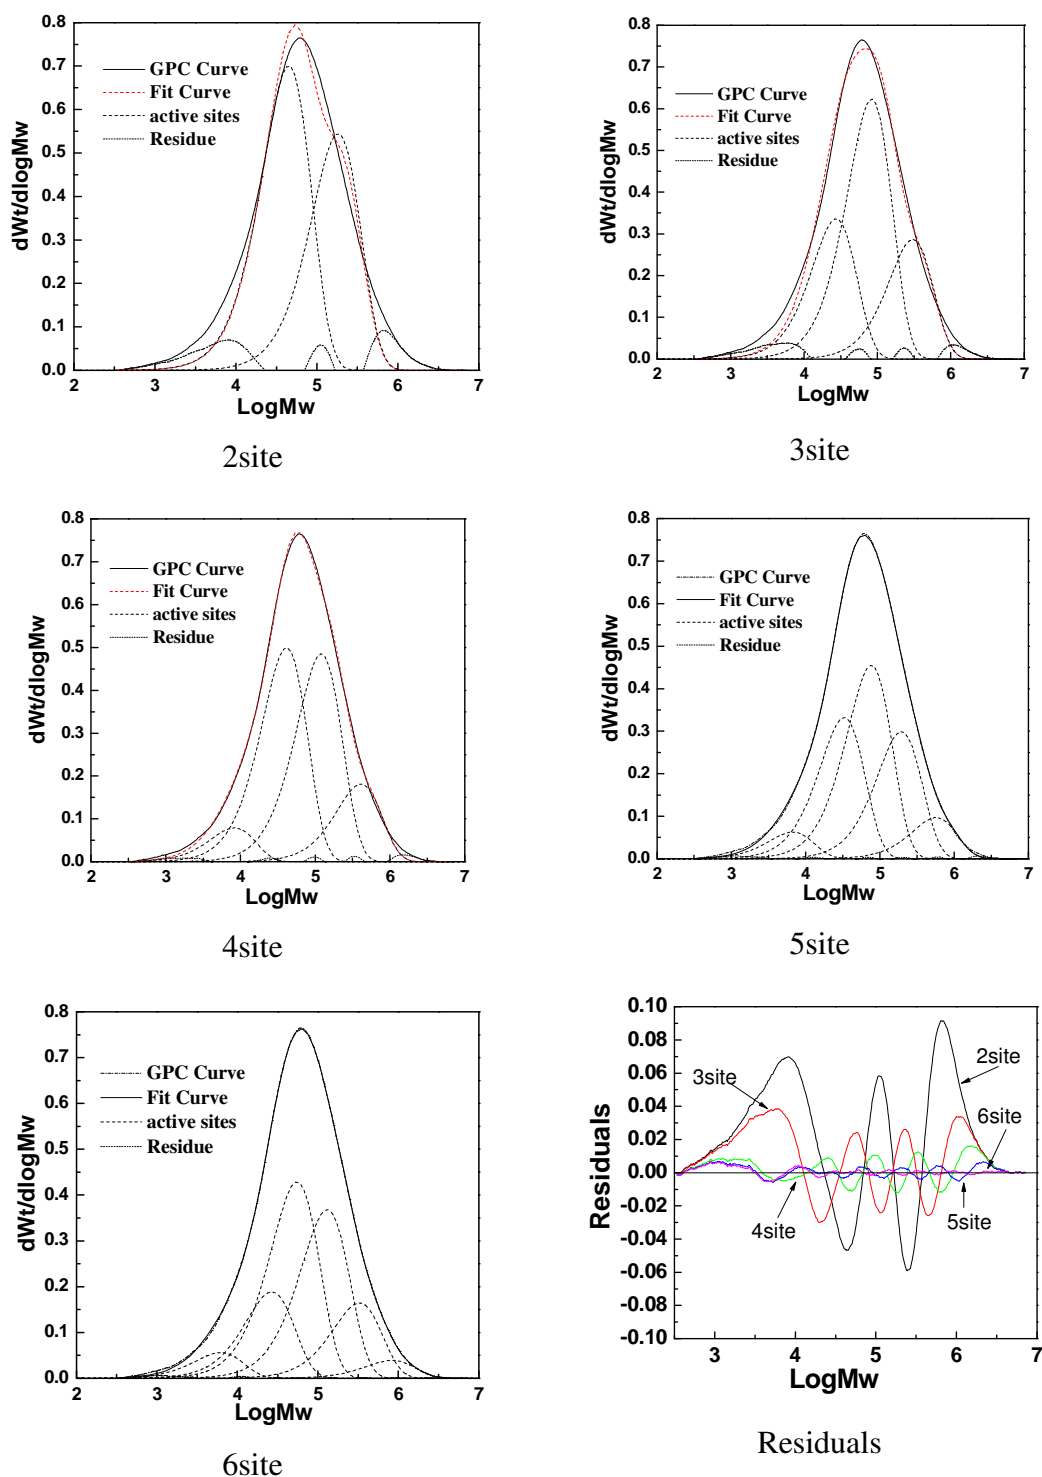 0.8
0.7
0.6
0.5
0.4
0.3
0.2
0.1
0.0
dWt/dlogMw
GPC Curve
Fit Curve
active sites
Residue
2 3 4 5 6 7
LogMw
2site
0.8
0.7
0.6
0.5
0.4
0.3
0.2
0.1
0.0
dWt/dlogMw
GPC Curve
Fit Curve
active sites
Residue
2 3 4 5 6 7
LogMw
3site
0.8
0.7
0.6
0.5
0.4
0.3
0.2
0.1
0.0
dWt/dlogMw
GPC Curve
Fit Curve
active sites
Residue
2 3 4 5 6 7
LogMw
4site
0.8
0.7
0.6
0.5
0.4
0.3
0.2
0.1
0.0
dWt/dlogMw
GPC Curve
Fit Curve
active sites
Residue
2 3 4 5 6 7
LogMw
5site
0.8
0.7
0.6
0.5
0.4
0.3
0.2
0.1
0.0
dWt/dlogMw
GPC Curve
Fit Curve
active sites
Residue
2 3 4 5 6 7
LogMw
6site
0.10
0.08
0.06
0.04
0.02
0.00
-0.02
-0.04
-0.06
-0.08
-0.10
Residuals
2site
3site
6site
4site
5site
3 4 5 6 7
LogMw
Residuals